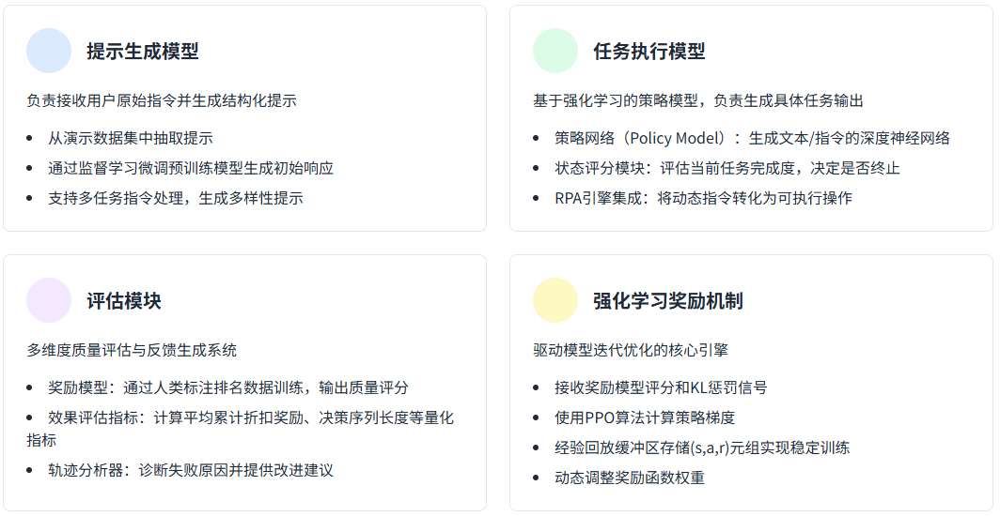 提示生成模型
负责接收用户原始指令并生成结构化提示
从演示数据集中抽取提示
通过监督学习微调预训练模型生成初始响应
支持多任务指令处理，生成多样性提示
任务执行模型
基于强化学习的策略模型，负责生成具体任务输出
策略网络（Policy Model）：生成文本/指令的深度神经网络
状态评分模块：评估当前任务完成度，决定是否终止
RPA引擎集成：将动态指令转化为可执行操作
评估模块
多维度质量评估与反馈生成系统
奖励模型：通过人类标注排名数据训练，输出质量评分
效果评估指标：计算平均累计折扣奖励、决策序列长度等量化
指标
轨迹分析器：诊断失败原因并提供改进建议
强化学习奖励机制
驱动模型迭代优化的核心引擎
接收奖励模型评分和KL惩罚信号
使用PPO算法计算策略梯度
经验回放缓冲区存储(s,a,r)元组实现稳定训练
动态调整奖励函数权重